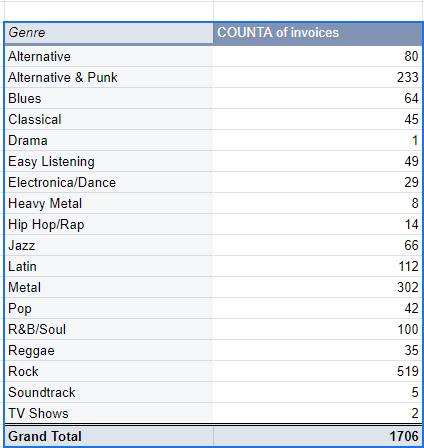 Genre COUNTA of invoices
Alternative 80
Alternative & Punk 233
Blues 64
Classical 45
Drama 1
Easy Listening 49
Electronica/Dance 29
Heavy Metal 8
Hip Hop/Rap 14
Jazz 66
Latin 112
Metal 302
Pop 42
R&B/Soul 100
Reggae 35
Rock 519
Soundtrack 5
TV Shows 2
Grand Total 1706